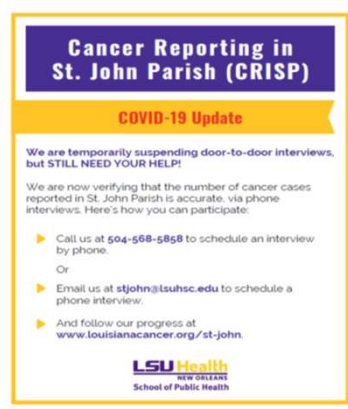 Cancer Reporting in
St. John Parish (CRISP)
COVID-19 Update
We are temporarily suspending door-to-door interviews,
but STILL NEED YOUR HELP!
We are now verifying that the number of cancer cases
reported in St. John Parish is accurate, via phone
interviews. Here's how you can participate:
Call us at 504-568-5858 to schedule an interview
by phone.
Or
Email us at stjohn@lsuhsc.edu to schedule a
phone interview.
And follow our progress at
www.louisianacancer.org/st-john.
LSU Health
NEW ORLEANS
School of Public Health